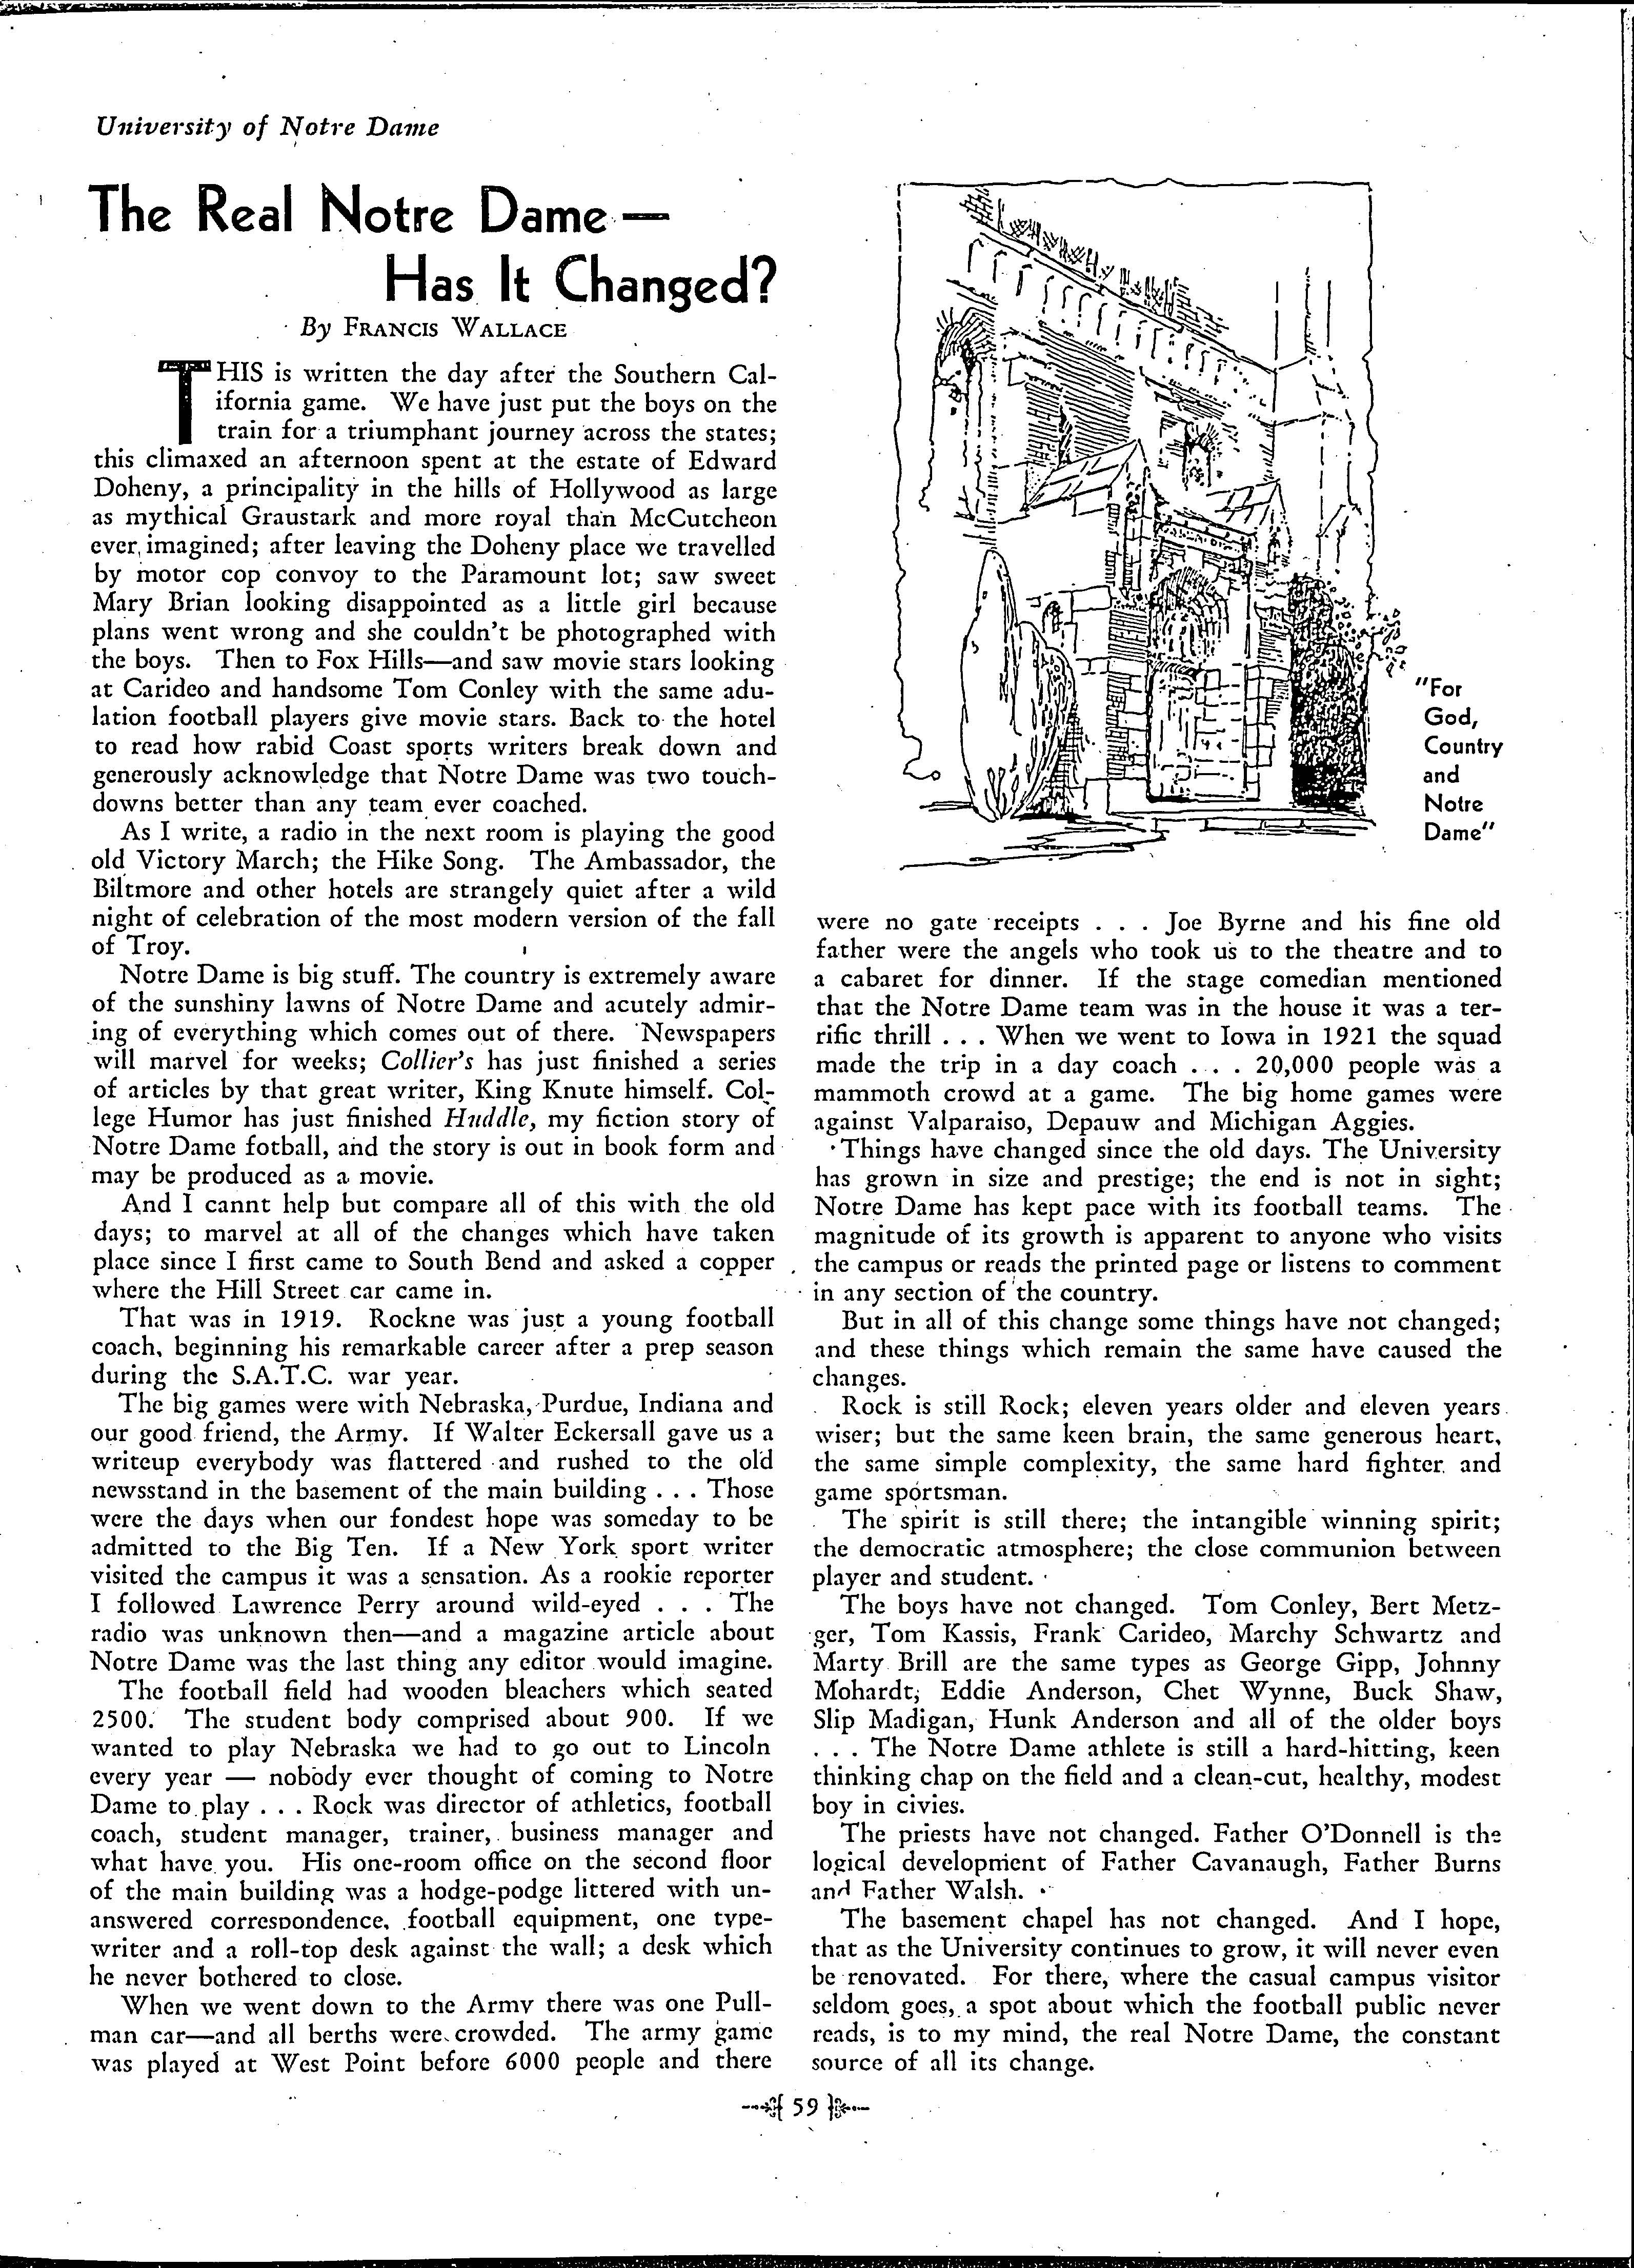 University of Notre Dame
The Real Notre Dame —
Has It Changed?
By FRANCIS WALLACE
THIS is written the day after the Southern Cal-
ifornia game. We have just put the boys on the
train for a triumphant journey across the states;
this climaxed an afternoon spent at the estate of Edward
Doheny, a principality in the hills of Hollywood as large
as mythical Graustark and more royal than McCutcheon
ever imagined; after leaving the Doheny place we travelled
by motor cop convoy to the Paramount lot; saw sweet
Mary Brian looking disappointed as a little girl because
plans went wrong and she couldn't be photographed with
the boys. Then to Fox Hills—and saw movie stars looking
at Carideo and handsome Tom Conley with the same adu-
lation football players give movie stars. Back to the hotel
to read how rabid Coast sports writers break down and
generously acknowledge that Notre Dame was two touch-
downs better than any team ever coached.
As I write, a radio in the next room is playing the good
old Victory March; the Hike Song. The Ambassador, the
Biltmore and other hotels are strangely quiet after a wild
night of celebration of the most modern version of the fall
of Troy.
Notre Dame is big stuff. The country is extremely aware
of the sunshiny lawns of Notre Dame and acutely admir-
ing of everything which comes out of there. Newspapers
will marvel for weeks; Collier's has just finished a series
of articles by that great writer, King Knute himself. Col-
lege Humor has just finished Huddle, my fiction story of
Notre Dame fotball, and the story is out in book form and
may be produced as a movie.
And I cannt help but compare all of this with the old
days; to marvel at all of the changes which have taken
place since I first came to South Bend and asked a copper
where the Hill Street car came in.
That was in 1919. Rockne was just a young football
coach, beginning his remarkable career after a prep season
during the S.A.T.C. war year.
The big games were with Nebraska, Purdue, Indiana and
our good friend, the Army. If Walter Eckersall gave us a
writeup everybody was flattered and rushed to the old
newsstand in the basement of the main building . . . Those
were the days when our fondest hope was someday to be
admitted to the Big Ten. If a New York sport writer
visited the campus it was a sensation. As a rookie reporter
I followed Lawrence Perry around wild-eyed . . . The
radio was unknown then—and a magazine article about
Notre Dame was the last thing any editor would imagine.
The football field had wooden bleachers which seated
2500. The student body comprised about 900. If we
wanted to play Nebraska we had to go out to Lincoln
every year — nobody ever thought of coming to Notre
Dame to play . . . Rock was director of athletics, football
coach, student manager, trainer, business manager and
what have you. His one-room office on the second floor
of the main building was a hodge-podge littered with un-
answered correspondence, football equipment, one type-
writer and a roll-top desk against the wall; a desk which
he never bothered to close.
When we went down to the Army there was one Pull-
man car—and all berths were crowded. The army game
was played at West Point before 6000 people and there
"For
God,
Country
and
Notre
Dame"
were no gate receipts . . . Joe Byrne and his fine old
father were the angels who took us to the theatre and to
a cabaret for dinner. If the stage comedian mentioned
that the Notre Dame team was in the house it was a ter-
rific thrill . . . When we went to Iowa in 1921 the squad
made the trip in a day coach . . . 20,000 people was a
mammoth crowd at a game. The big home games were
against Valparaiso, Depauw and Michigan Aggies.
Things have changed since the old days. The University
has grown in size and prestige; the end is not in sight;
Notre Dame has kept pace with its football teams. The
magnitude of its growth is apparent to anyone who visits
the campus or reads the printed page or listens to comment
in any section of the country.
But in all of this change some things have not changed;
and these things which remain the same have caused the
changes.
Rock is still Rock; eleven years older and eleven years
wiser; but the same keen brain, the same generous heart,
the same simple complexity, the same hard fighter and
game sportsman.
The spirit is still there; the intangible winning spirit;
the democratic atmosphere; the close communion between
player and student.
The boys have not changed. Tom Conley, Bert Metz-
ger, Tom Kassis, Frank Carideo, Marchy Schwartz and
Marty Brill are the same types as George Gipp, Johnny
Mohardt, Eddie Anderson, Chet Wynne, Buck Shaw,
Slip Madigan, Hunk Anderson and all of the older boys
. . . The Notre Dame athlete is still a hard-hitting, keen
thinking chap on the field and a clean-cut, healthy, modest
boy in civies.
The priests have not changed. Father O'Donnell is the
logical development of Father Cavanaugh, Father Burns
and Father Walsh.
The basement chapel has not changed. And I hope,
that as the University continues to grow, it will never even
be renovated. For there, where the casual campus visitor
seldom goes, a spot about which the football public never
reads, is to my mind, the real Notre Dame, the constant
source of all its change.
59